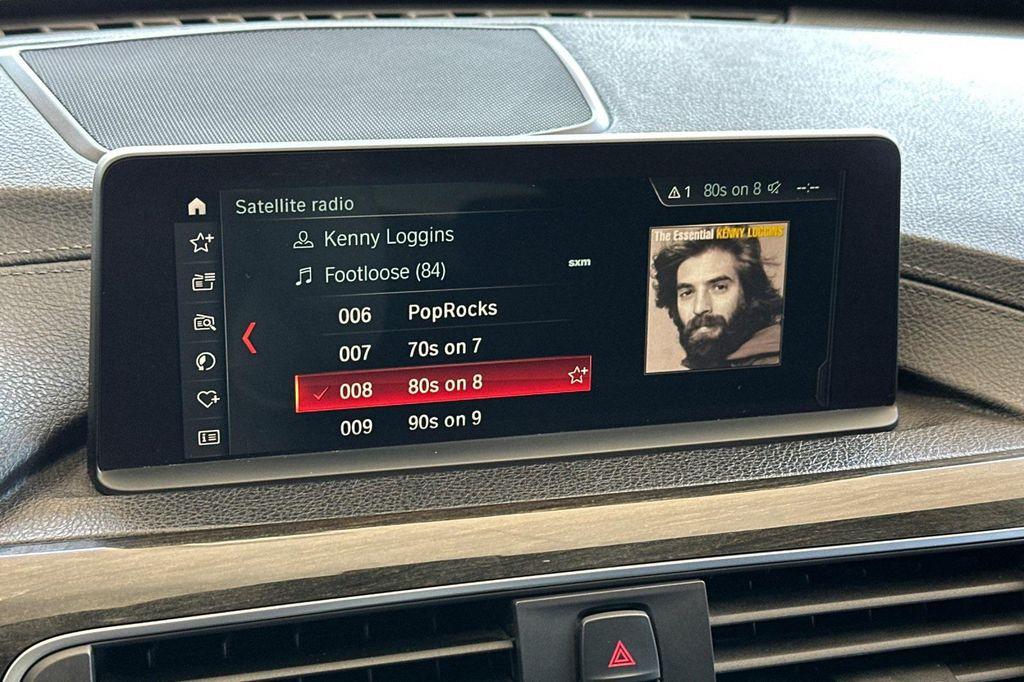 Satellite radio
1 80s on 8 --:--
Kenny Loggins
Footloose (84)
sxm
006 PopRocks
007 70s on 7
008 80s on 8
009 90s on 9
The Essential KENNY LOGGINS